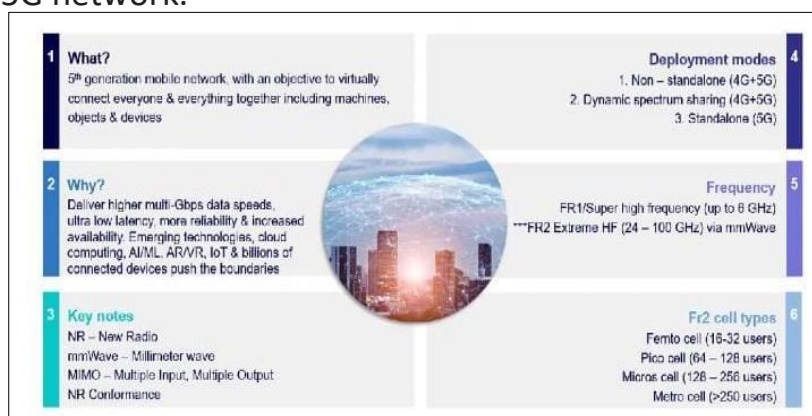 5G network.
1 What?
5th generation mobile network, with an objective to virtually
connect everyone & everything together including machines,
objects & devices
2 Why?
Deliver higher multi-Gbps data speeds,
ultra low latency, more reliability & increased
availability. Emerging technologies, cloud
computing, AI/ML, AR/VR, IoT & billions of
connected devices push the boundaries
3 Key notes
NR – New Radio
mmWave – Millimeter wave
MIMO – Multiple Input, Multiple Output
NR Conformance
Deployment modes 4
1. Non – standalone (4G+5G)
2. Dynamic spectrum sharing (4G+5G)
3. Standalone (5G)
Frequency 5
FR1/Super high frequency (up to 6 GHz)
***FR2 Extreme HF (24 – 100 GHz) via mmWave
Fr2 cell types 6
Femto cell (16-32 users)
Pico cell (64 – 128 users)
Micros cell (128 – 256 users)
Metro cell (>250 users)